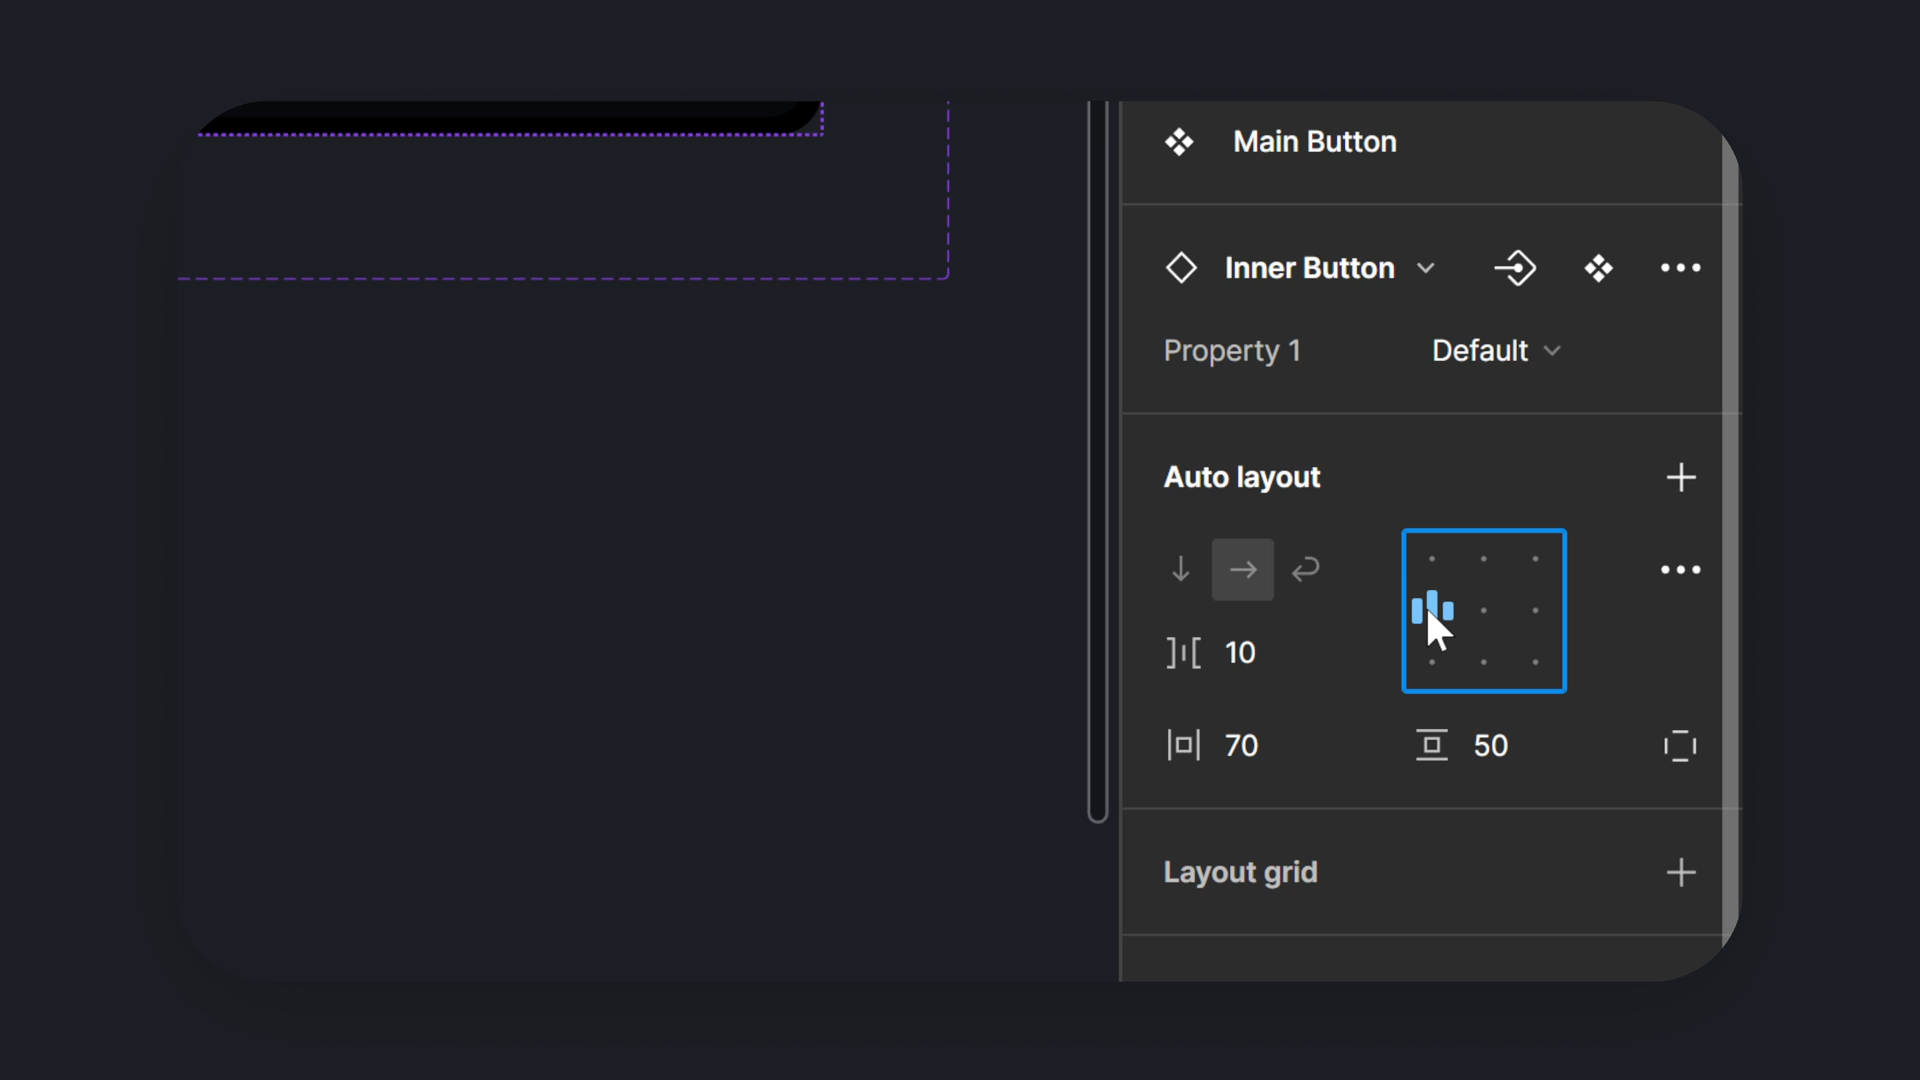 Main Button
Inner Button
Property 1 Default
Auto layout
10
70 50
Layout grid